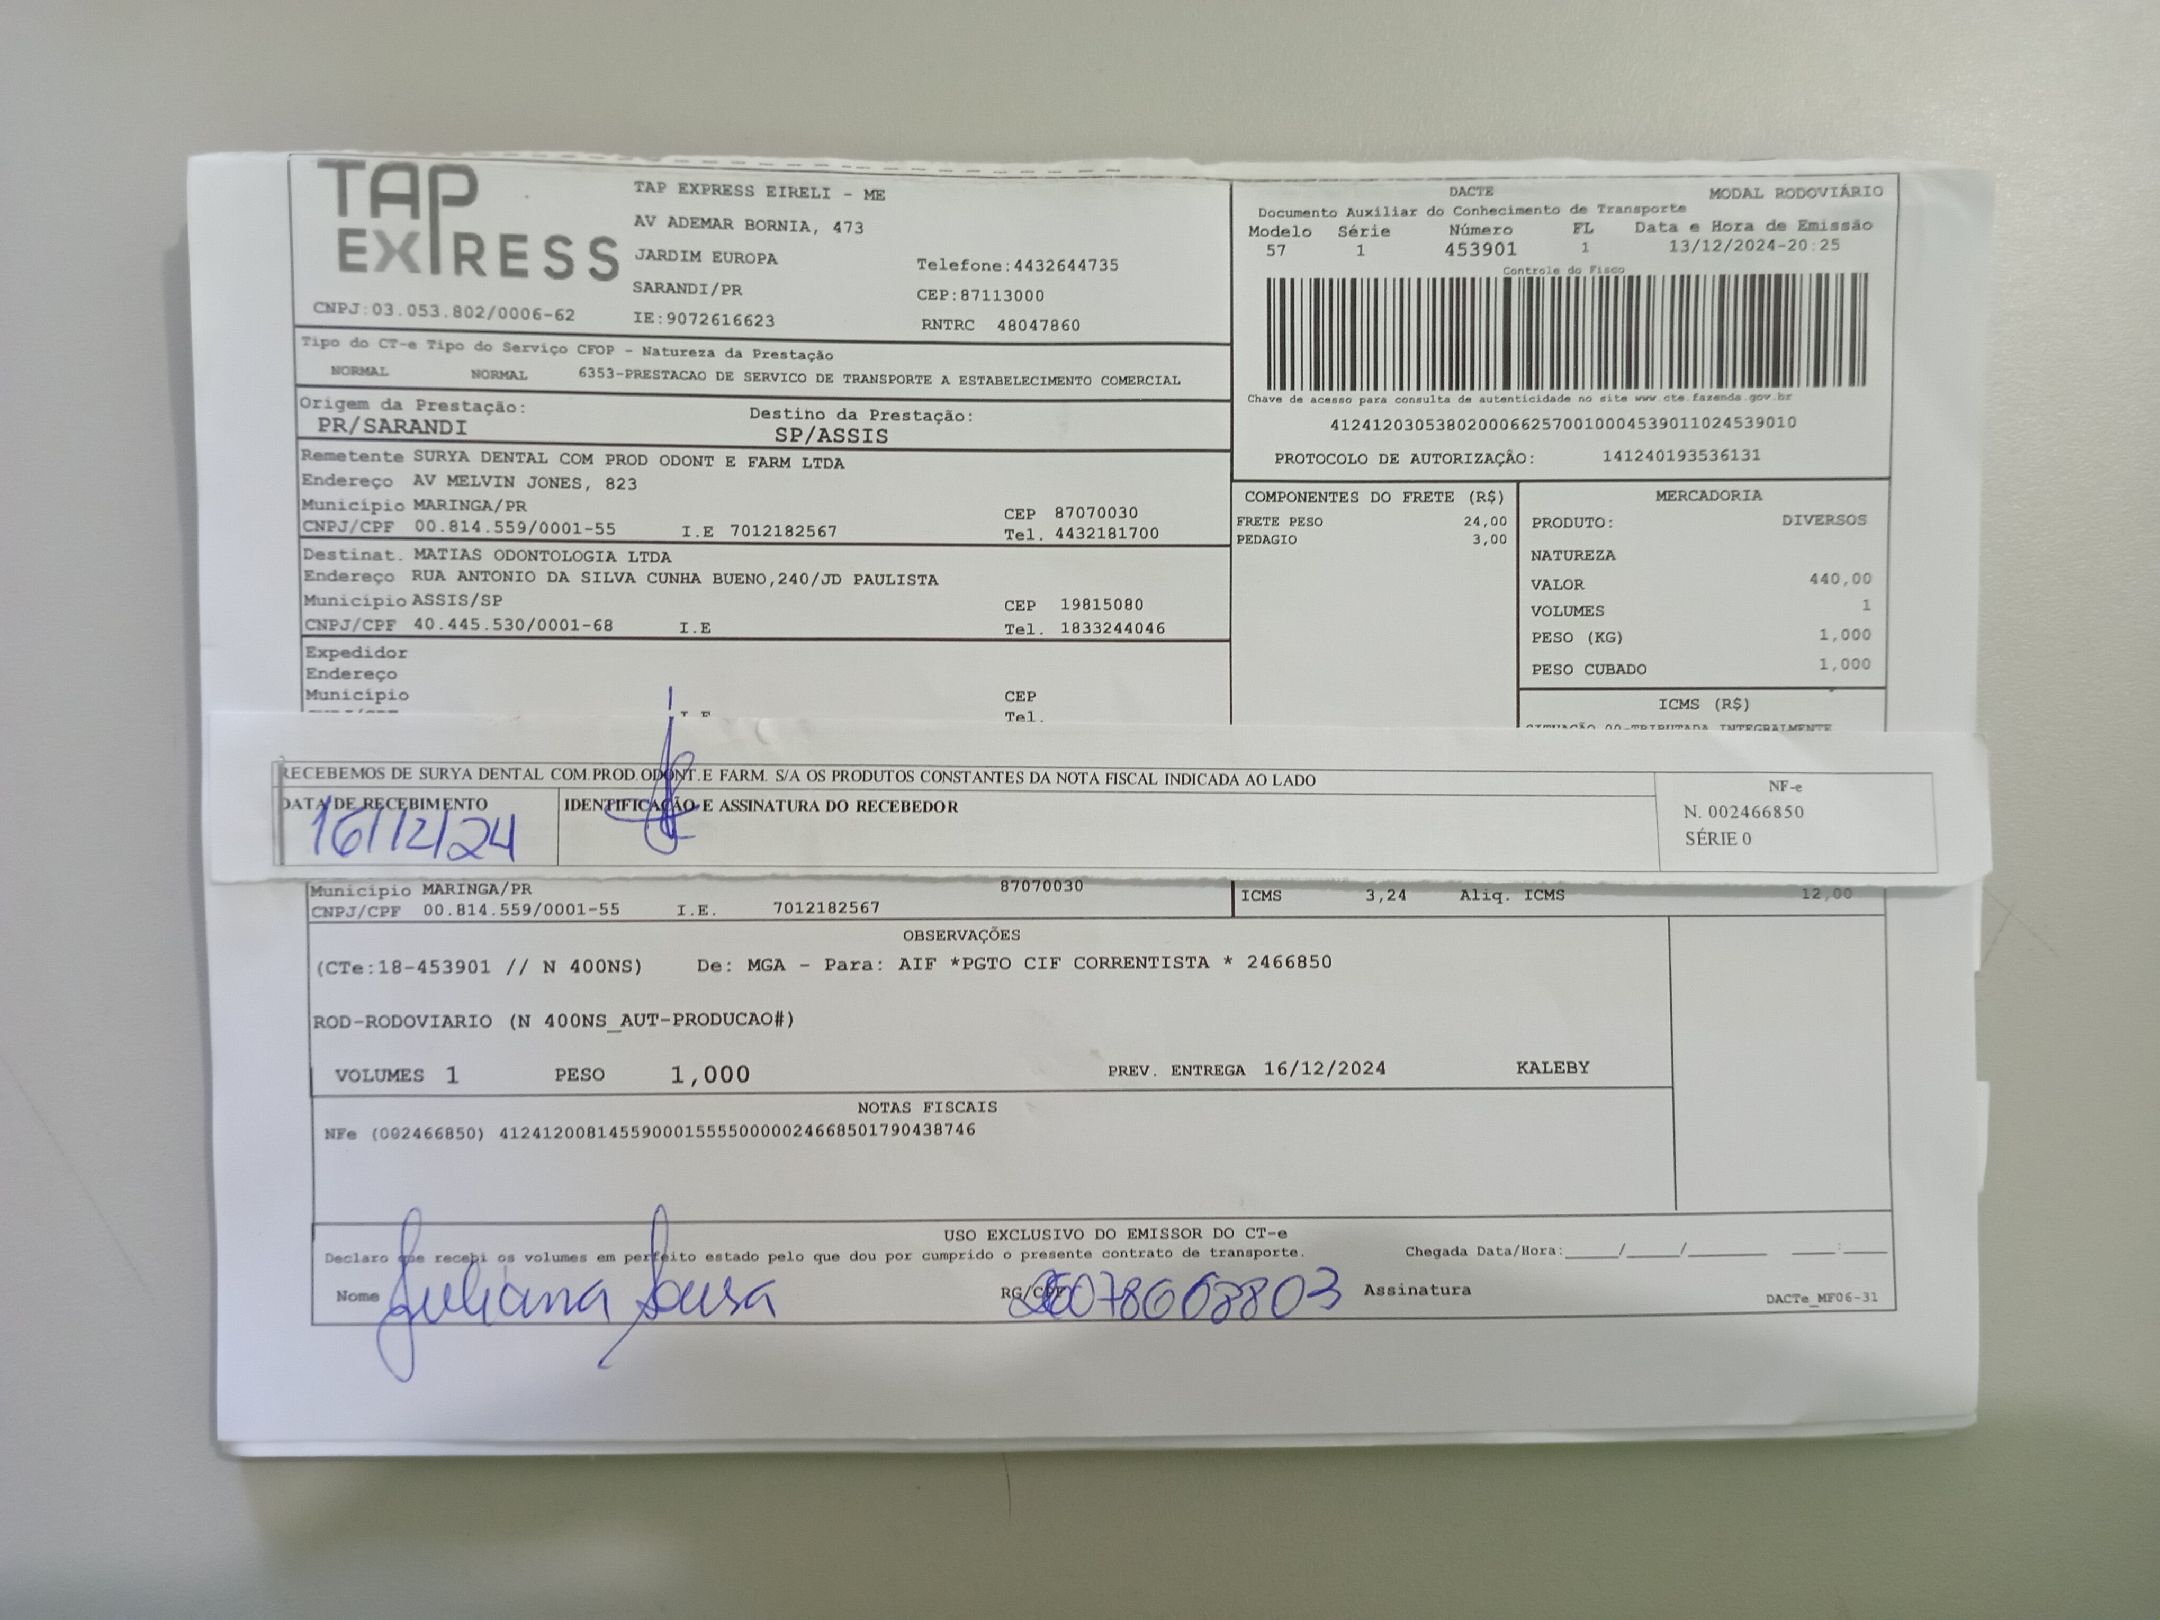 TAP EXPRESS
TAP EXPRESS EIRELI - ME
AV ADEMAR BORNIA, 473
JARDIM EUROPA Telefone:4432644735
SARANDI/PR CEP:87113000
CNPJ:03.053.802/0006-62 IE:9072616623 RNTRC 48047860
DACTE MODAL RODOVIÁRIO
Documento Auxiliar do Conhecimento de Transporte
Modelo Série Número FL Data e Hora de Emissão
57 1 453901 1 13/12/2024-20:25
Controle do Fisco
Chave de acesso para consulta de autenticidade no site www.cte.fazenda.gov.br
41241203053802000662570010004539011024539010
PROTOCOLO DE AUTORIZAÇÃO: 141240193536131
Tipo do CT-e Tipo do Serviço CFOP - Natureza da Prestação
NORMAL NORMAL 6353-PRESTACAO DE SERVICO DE TRANSPORTE A ESTABELECIMENTO COMERCIAL
Origem da Prestação: Destino da Prestação:
PR/SARANDI SP/ASSIS
Remetente SURYA DENTAL COM PROD ODONT E FARM LTDA
Endereço AV MELVIN JONES, 823
Município MARINGA/PR CEP 87070030
CNPJ/CPF 00.814.559/0001-55 I.E 7012182567 Tel. 4432181700
Destinat. MATIAS ODONTOLOGIA LTDA
Endereço RUA ANTONIO DA SILVA CUNHA BUENO,240/JD PAULISTA
Município ASSIS/SP CEP 19815080
CNPJ/CPF 40.445.530/0001-68 I.E Tel. 1833244046
Expedidor
Endereço
Município CEP
Tel.
COMPONENTES DO FRETE (R$)
FRETE PESO 24,00
PEDAGIO 3,00
MERCADORIA
PRODUTO: DIVERSOS
NATUREZA
VALOR 440,00
VOLUMES 1
PESO (KG) 1,000
PESO CUBADO 1,000
ICMS (R$)
SITUAÇÃO 00-TRIBUTADA INTEGRALMENTE
RECEBEMOS DE SURYA DENTAL COM.PROD.ODONT.E FARM. S/A OS PRODUTOS CONSTANTES DA NOTA FISCAL INDICADA AO LADO
DATA DE RECEBIMENTO IDENTIFICAÇÃO E ASSINATURA DO RECEBEDOR
16/12/24
NF-e
N. 002466850
SÉRIE 0
Município MARINGA/PR 87070030
CNPJ/CPF 00.814.559/0001-55 I.E. 7012182567
ICMS 3,24 Aliq. ICMS 12,00
OBSERVAÇÕES
(CTe:18-453901 // N 400NS) De: MGA - Para: AIF *PGTO CIF CORRENTISTA * 2466850
ROD-RODOVIARIO (N 400NS_AUT-PRODUCAO#)
VOLUMES 1 PESO 1,000 PREV. ENTREGA 16/12/2024 KALEBY
NOTAS FISCAIS
NFe (002466850) 41241200814559000155550000024668501790438746
USO EXCLUSIVO DO EMISSOR DO CT-e
Declaro que recebi os volumes em perfeito estado pelo que dou por cumprido o presente contrato de transporte. Chegada Data/Hora:_____/_____/________ ____:____
Nome Juliana Sousa RG/CPF Assinatura
DACTe_MF06-31